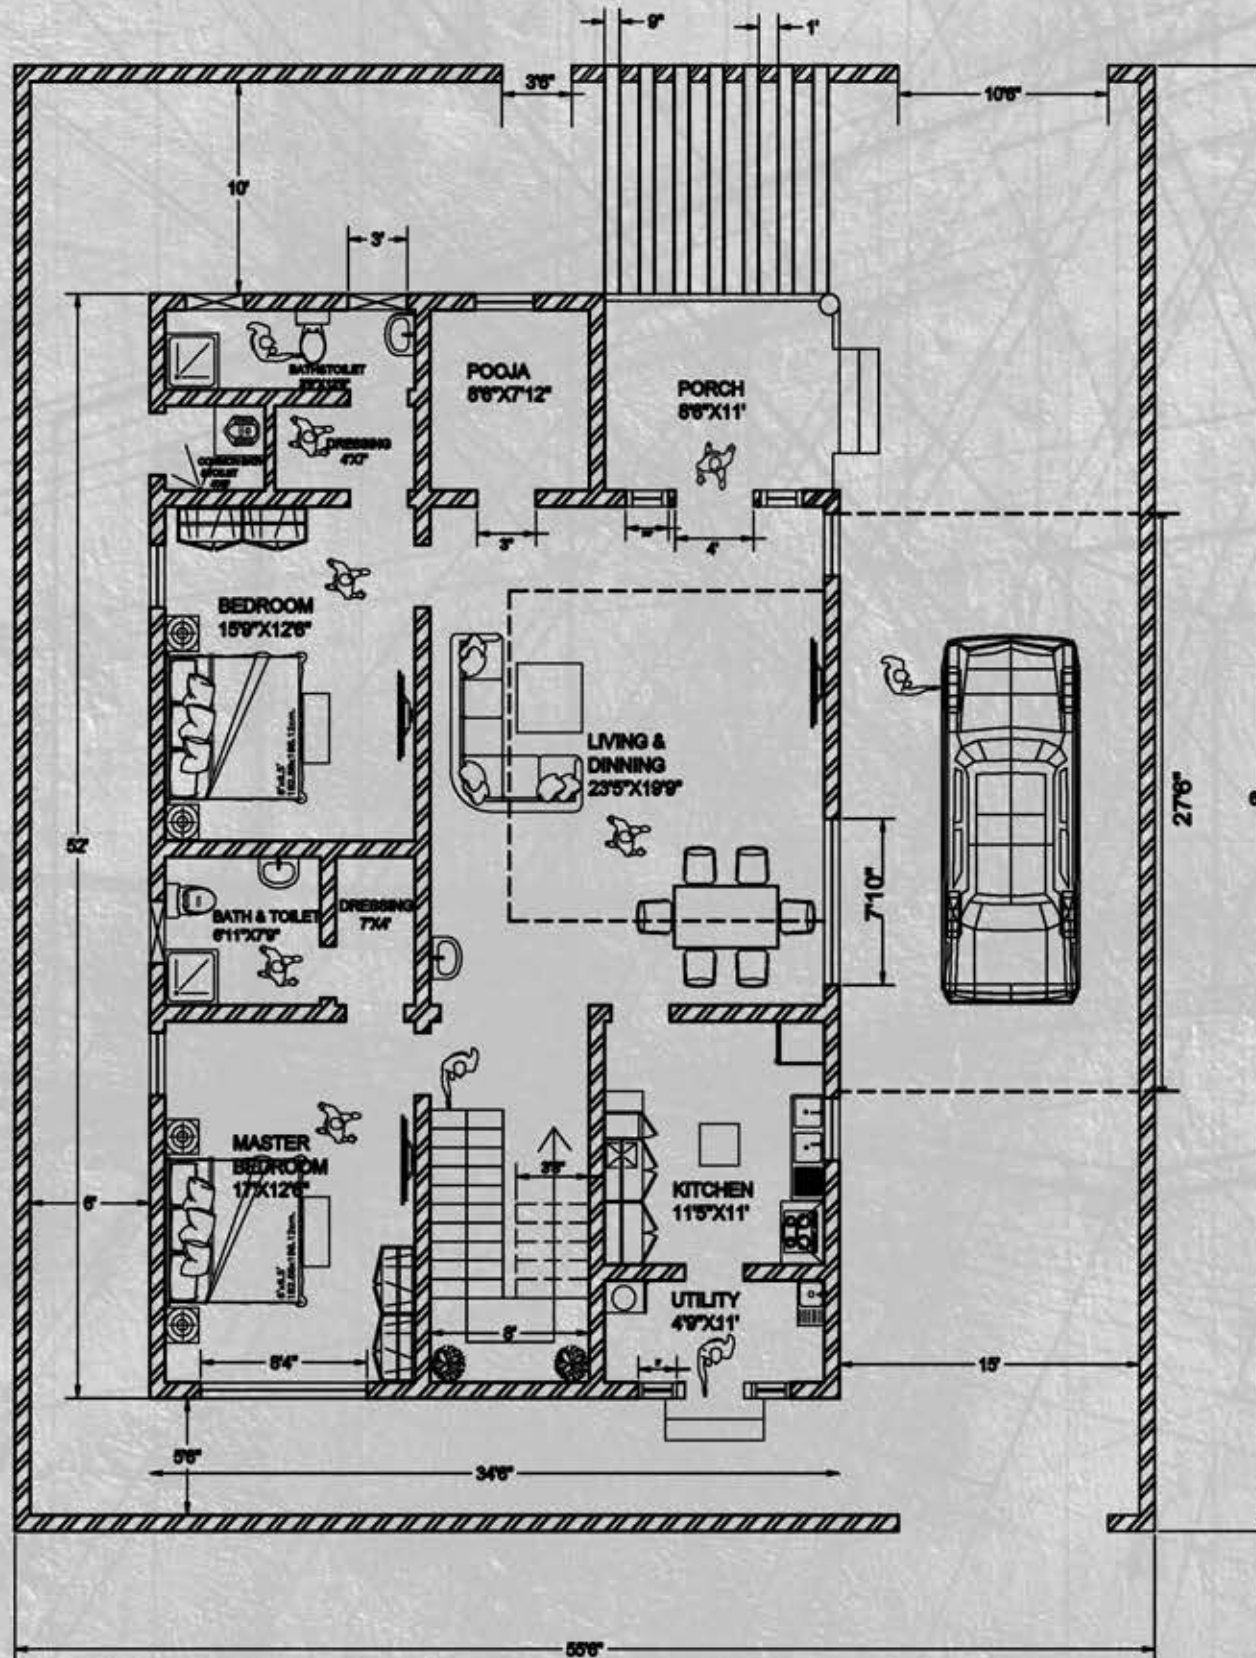 9"
1'
3'6"
10'6"
10'
3'
BATH&TOILET
POOJA
8'6"X7'12"
PORCH
8'6"X11'
DRESSING
4'X7'
3"
4'
BEDROOM
15'9"X12'6"
LIVING &
DINNING
23'5"X19'9"
27'6"
52'
7'10"
BATH & TOILET
6'11"X7'9"
DRESSING
7'X4'
MASTER
BEDROOM
17'X12'6"
3'8"
KITCHEN
11'5"X11'
6'
UTILITY
4'9"X11'
8'
8'4"
15'
5'6"
34'6"
55'6"